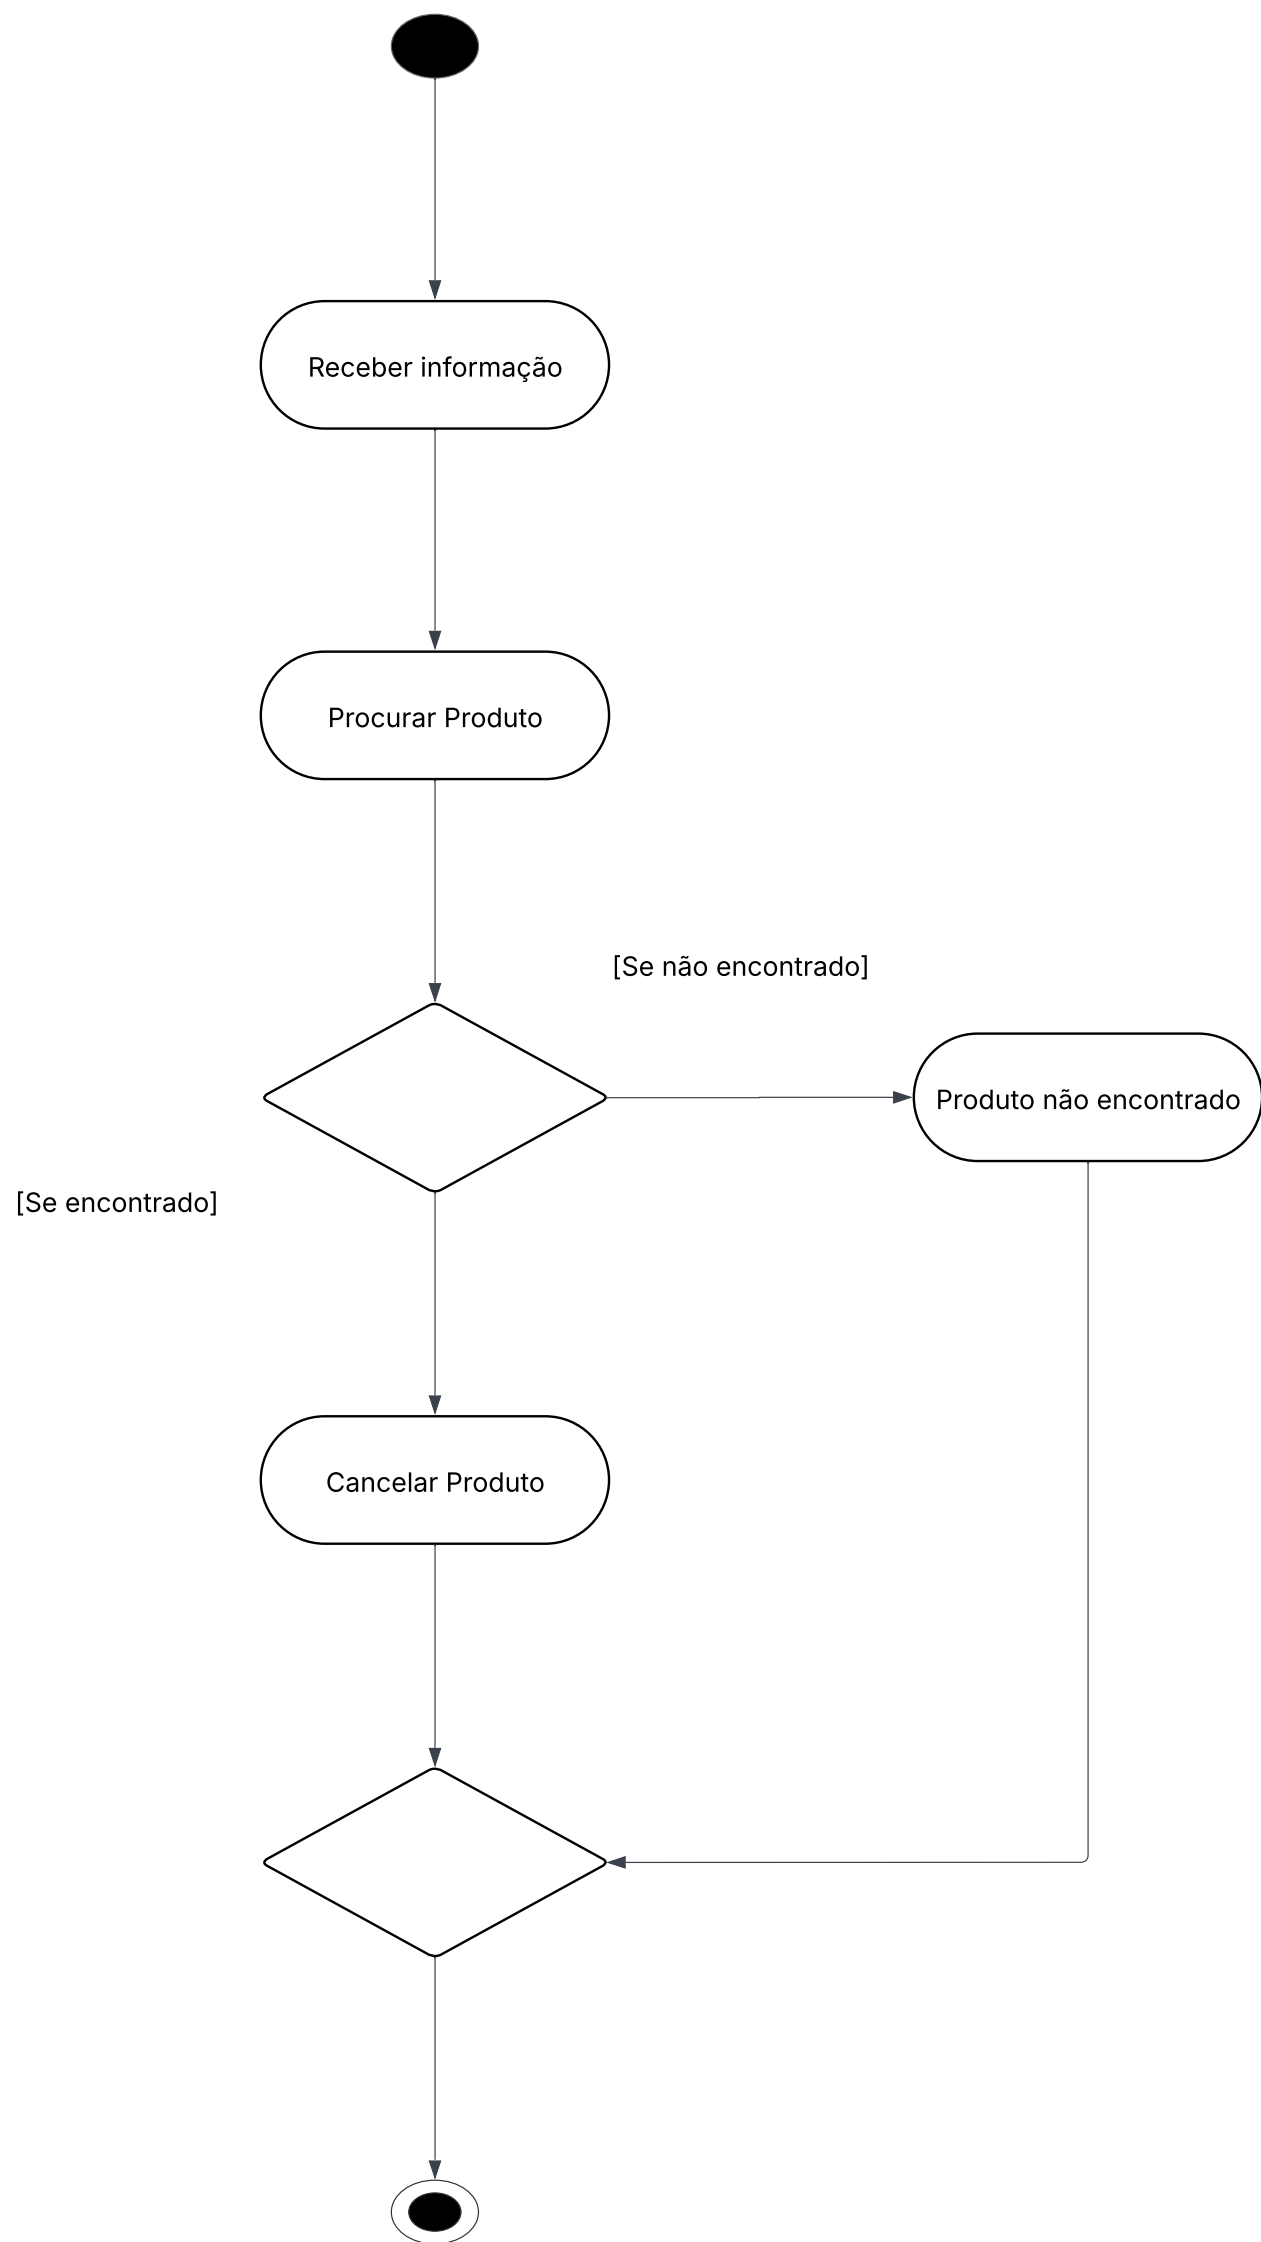 Receber informação
Procurar Produto
[Se não encontrado]
Produto não encontrado
[Se encontrado]
Cancelar Produto